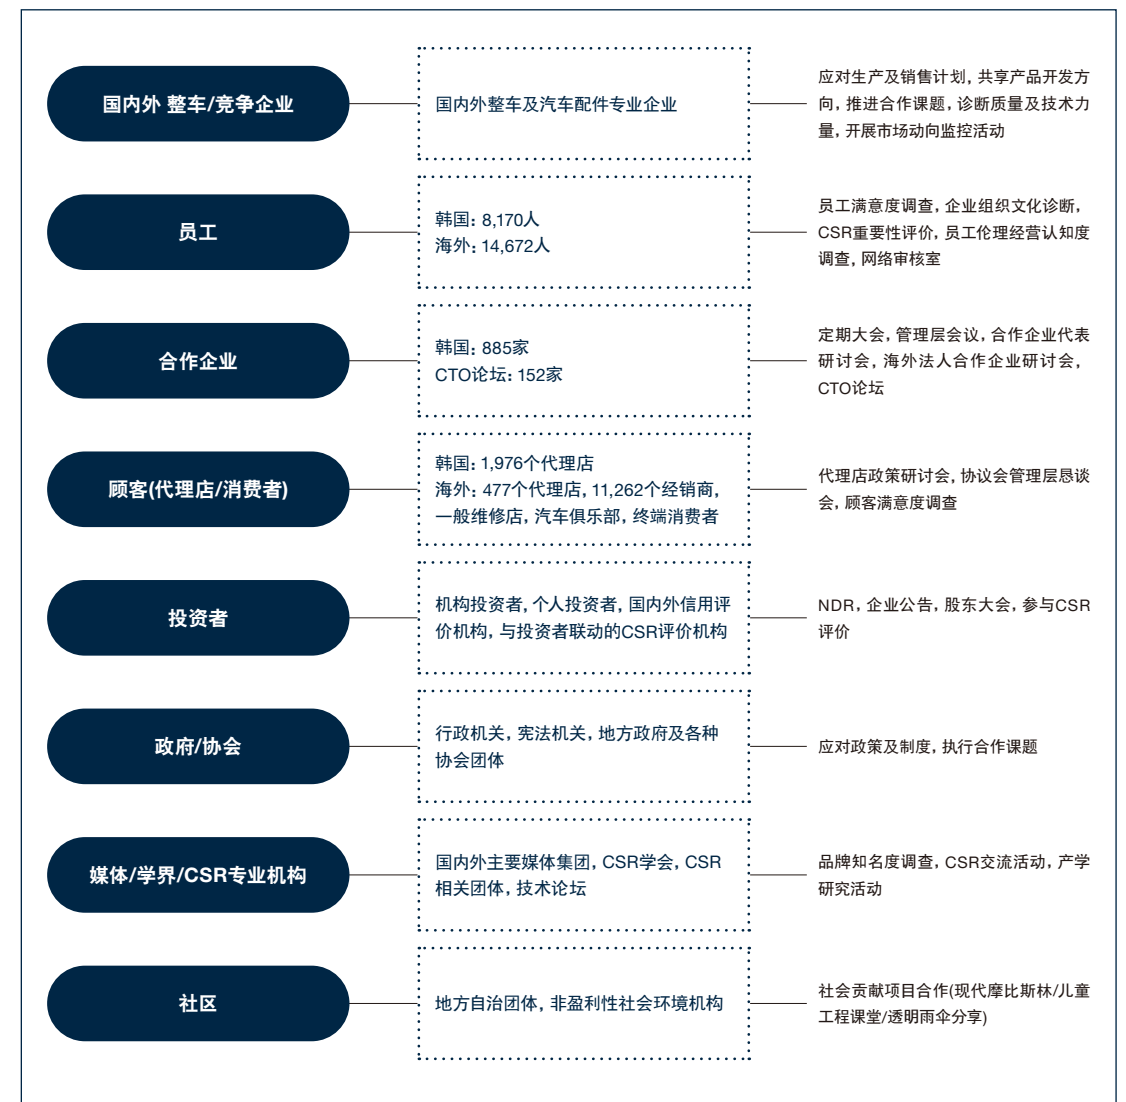 国内外 整车/竞争企业
国内外整车及汽车配件专业企业
应对生产及销售计划, 共享产品开发方
向, 推进合作课题, 诊断质量及技术力
量, 开展市场动向监控活动
员工
韩国: 8,170人
海外: 14,672人
员工满意度调查, 企业组织文化诊断,
CSR重要性评价, 员工伦理经营认知度
调查, 网络审核室
合作企业
韩国: 885家
CTO论坛: 152家
定期大会, 管理层会议, 合作企业代表
研讨会, 海外法人合作企业研讨会,
CTO论坛
顾客(代理店/消费者)
韩国: 1,976个代理店
海外: 477个代理店, 11,262个经销商,
一般维修店, 汽车俱乐部, 终端消费者
代理店政策研讨会, 协议会管理层恳谈
会, 顾客满意度调查
投资者
机构投资者, 个人投资者, 国内外信用评
价机构, 与投资者联动的CSR评价机构
NDR, 企业公告, 股东大会, 参与CSR
评价
政府/协会
行政机关, 宪法机关, 地方政府及各种
协会团体
应对政策及制度, 执行合作课题
媒体/学界/CSR专业机构
国内外主要媒体集团, CSR学会, CSR
相关团体, 技术论坛
品牌知名度调查, CSR交流活动, 产学
研究活动
社区
地方自治团体, 非盈利性社会环境机构
社会贡献项目合作(现代摩比斯林/儿童
工程课堂/透明雨伞分享)